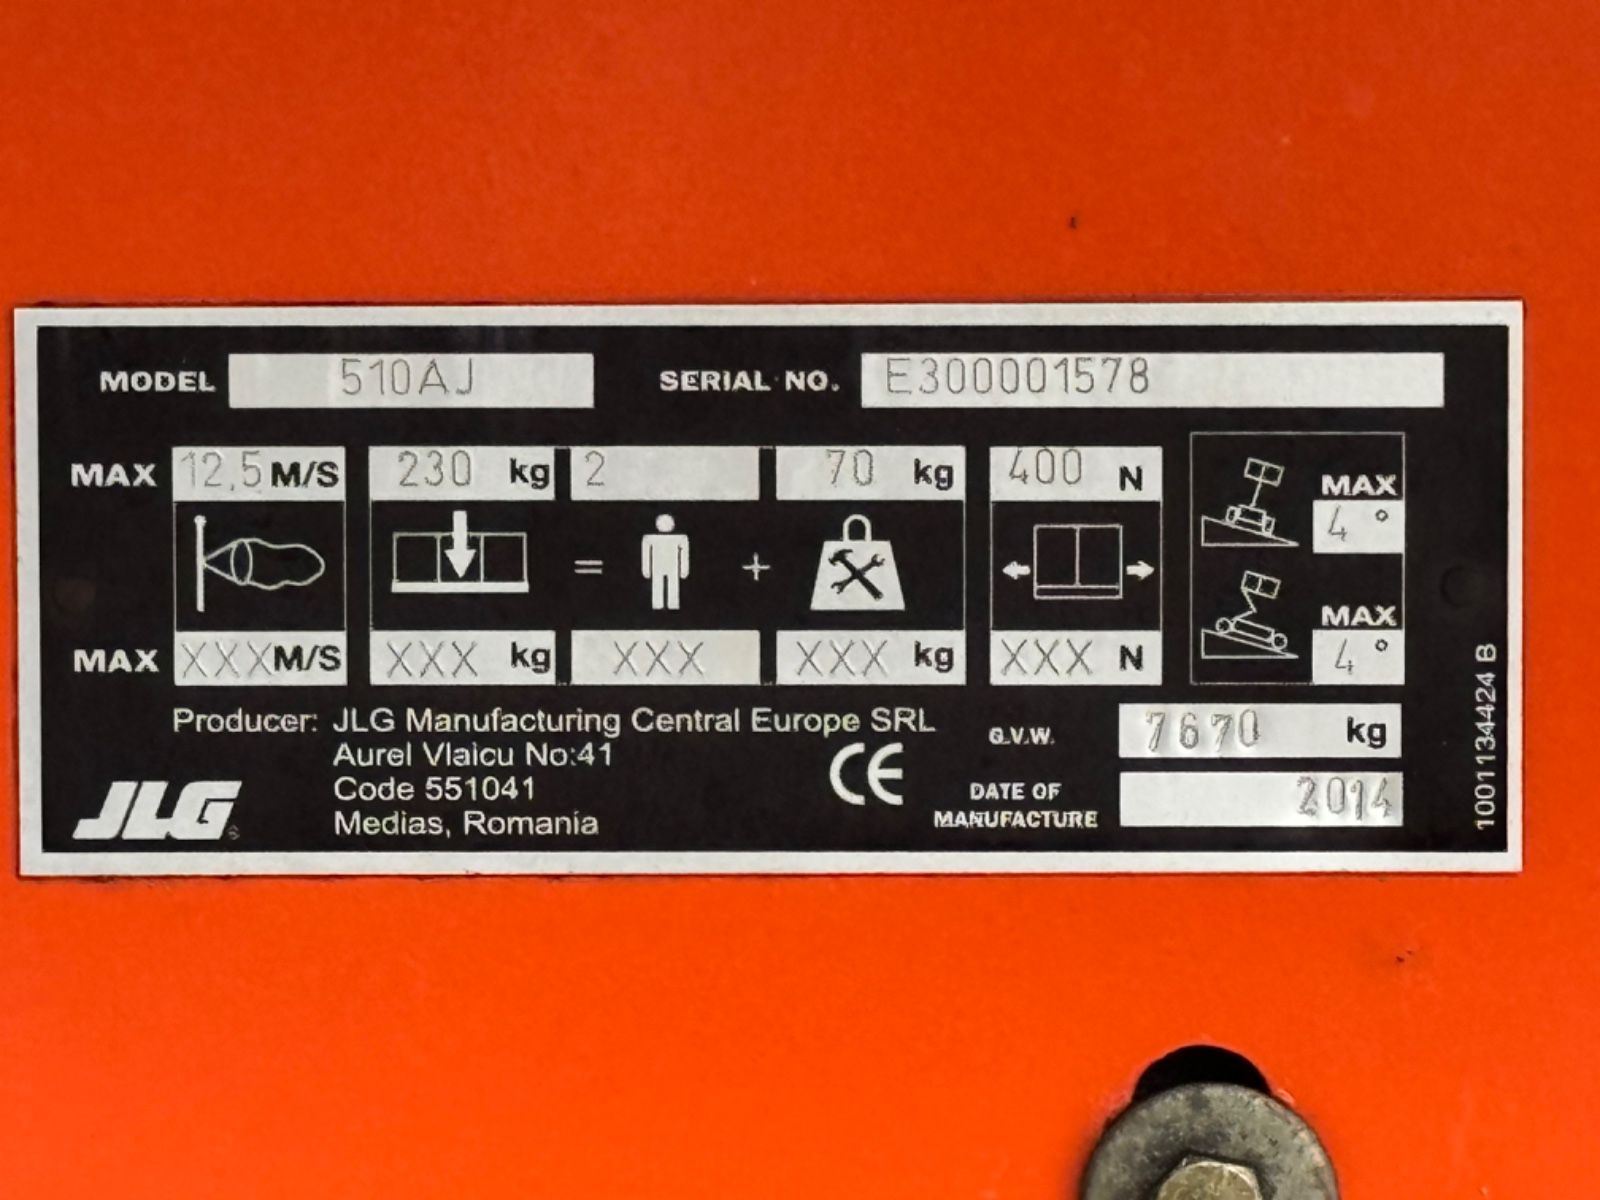 MODEL 510AJ SERIAL NO. E300001578
MAX 12,5 M/S 230 kg 2 70 kg 400 N
MAX 4°
= +
MAX 4°
MAX XXX M/S XXX kg XXX XXX kg XXX N
Producer: JLG Manufacturing Central Europe SRL
Aurel Vlaicu No:41
Code 551041
Medias, Romania
JLG
CE
G.V.W. 7670 kg
DATE OF MANUFACTURE 2014
1001134424 B